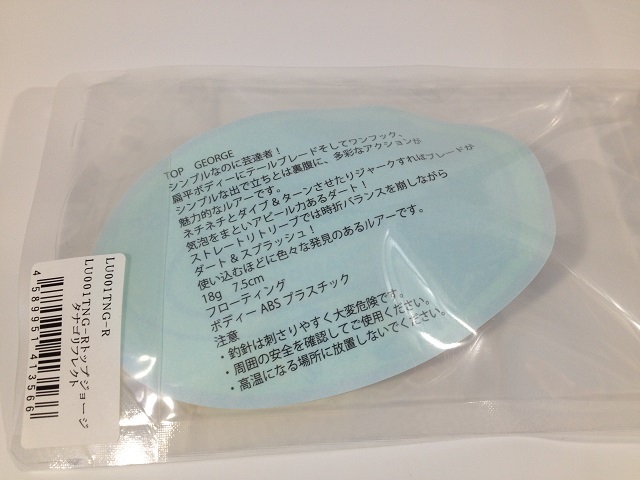 TOP GEORGE
シンプルなのに芸達者！
扁平ボディーにテールブレードそしてワンフック、
シンプルな出で立ちとは裏腹に、多彩なアクションが
魅力的なルアーです。
ネチネチとダイブ＆ターンさせたりジャークすればブレードが
気泡をまといアピール力あるダート！
ストレートリトリーブでは時折バランスを崩しながら
ダート＆スプラッシュ！
使い込むほどに色々な発見のあるルアーです。
18g 7.5cm
フローティング
ボディー ABS プラスチック
注意
・釣針は刺さりやすく大変危険です。
・周囲の安全を確認してご使用ください。
・高温になる場所に放置しないでください。
LU001TNG-R
LU001TNG-Rトップジョージ
タナゴリフレクト
4589951413566